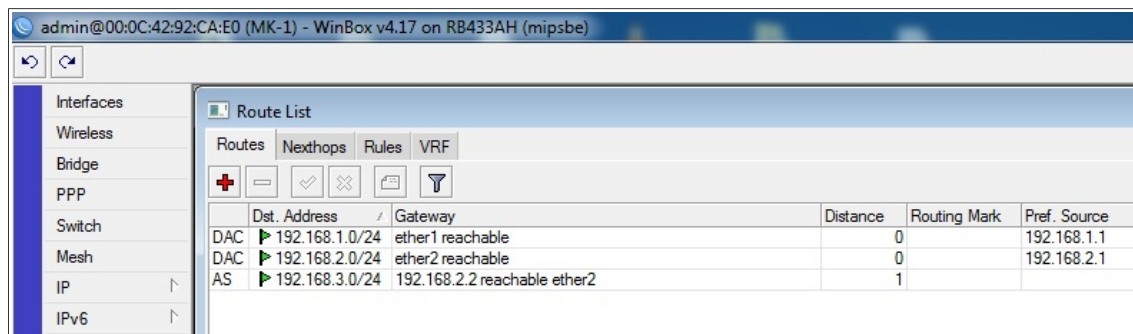 admin@00:0C:42:92:CA:E0 (MK-1) - WinBox v4.17 on RB433AH (mipsbe)
Interfaces
Wireless
Bridge
PPP
Switch
Mesh
IP
IPv6
Route List
Routes Nexthops Rules VRF
Dst. Address Gateway Distance Routing Mark Pref. Source
DAC 192.168.1.0/24 ether1 reachable 0 192.168.1.1
DAC 192.168.2.0/24 ether2 reachable 0 192.168.2.1
AS 192.168.3.0/24 192.168.2.2 reachable ether2 1